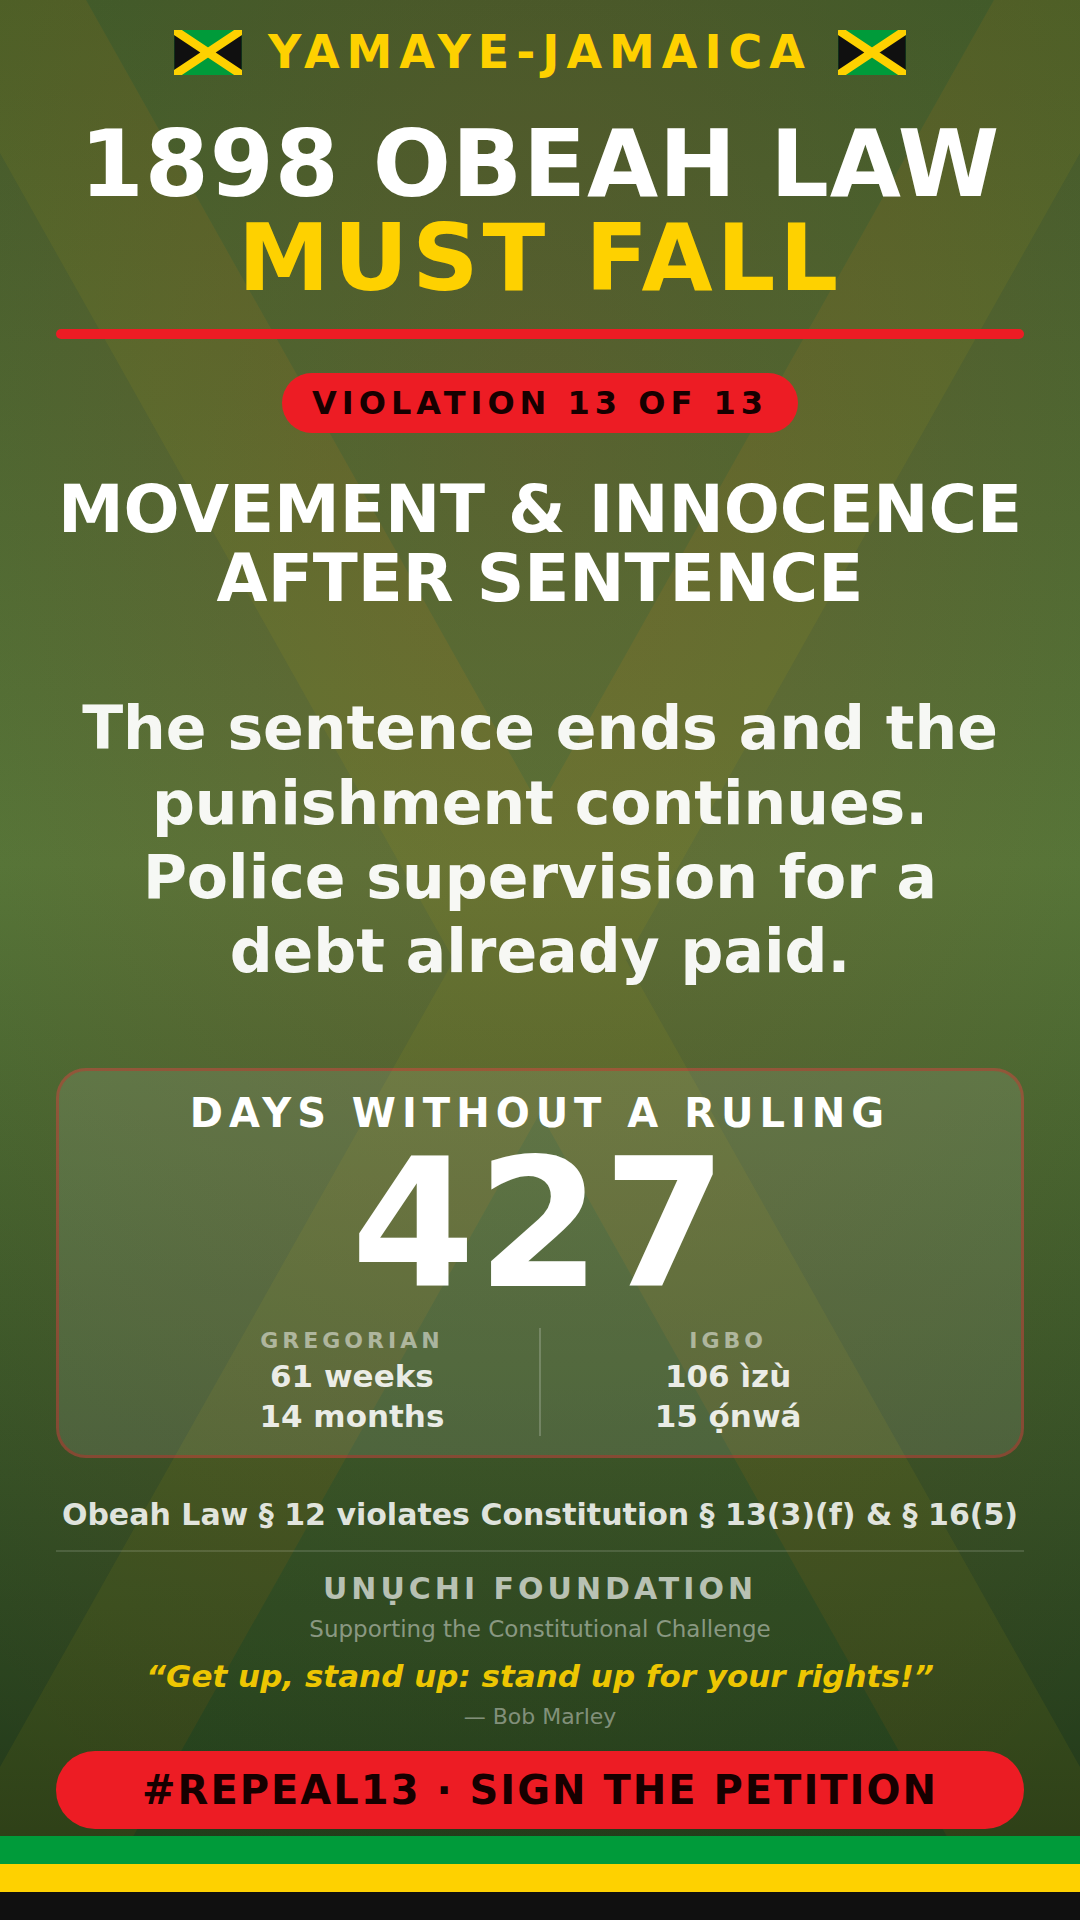 YAMAYE-JAMAICA
1898 OBEAH LAW
MUST FALL
VIOLATION 13 OF 13
MOVEMENT & INNOCENCE
AFTER SENTENCE
The sentence ends and the
punishment continues.
Police supervision for a
debt already paid.
DAYS WITHOUT A RULING
427
GREGORIAN
61 weeks
14 months
IGBO
106 ìzù
15 ọ́nwá
Obeah Law § 12 violates Constitution § 13(3)(f) & § 16(5)
UNỤCHI FOUNDATION
Supporting the Constitutional Challenge
“Get up, stand up: stand up for your rights!”
— Bob Marley
#REPEAL13 · SIGN THE PETITION